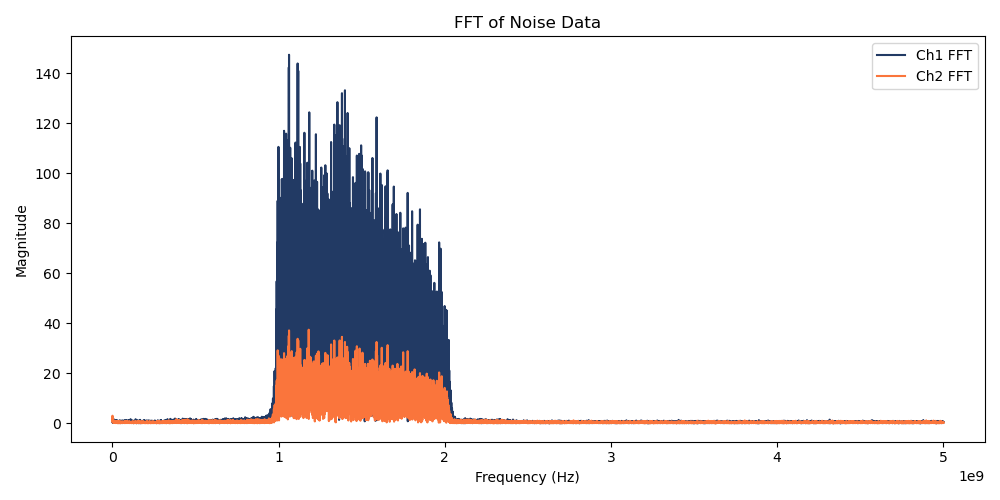 FFT of Noise Data
Ch1 FFT
Ch2 FFT
Magnitude
140
120
100
80
60
40
20
0
0 1 2 3 4 5
1e9
Frequency (Hz)